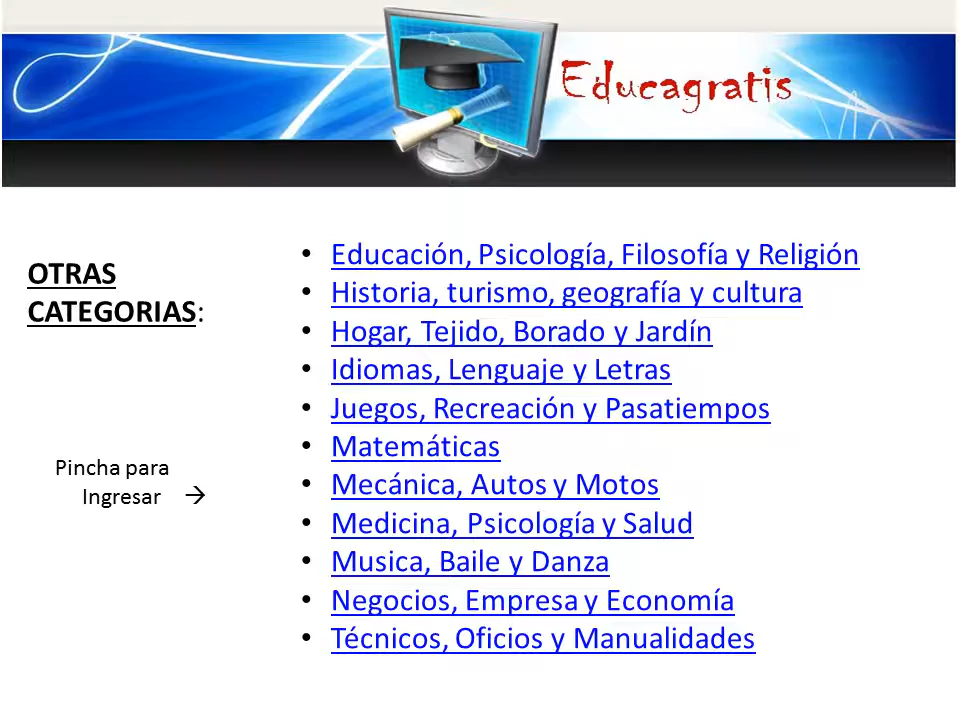 Educagratis
OTRAS
CATEGORIAS:
Pincha para
Ingresar →
• Educación, Psicología, Filosofía y Religión
• Historia, turismo, geografía y cultura
• Hogar, Tejido, Borado y Jardín
• Idiomas, Lenguaje y Letras
• Juegos, Recreación y Pasatiempos
• Matemáticas
• Mecánica, Autos y Motos
• Medicina, Psicología y Salud
• Musica, Baile y Danza
• Negocios, Empresa y Economía
• Técnicos, Oficios y Manualidades